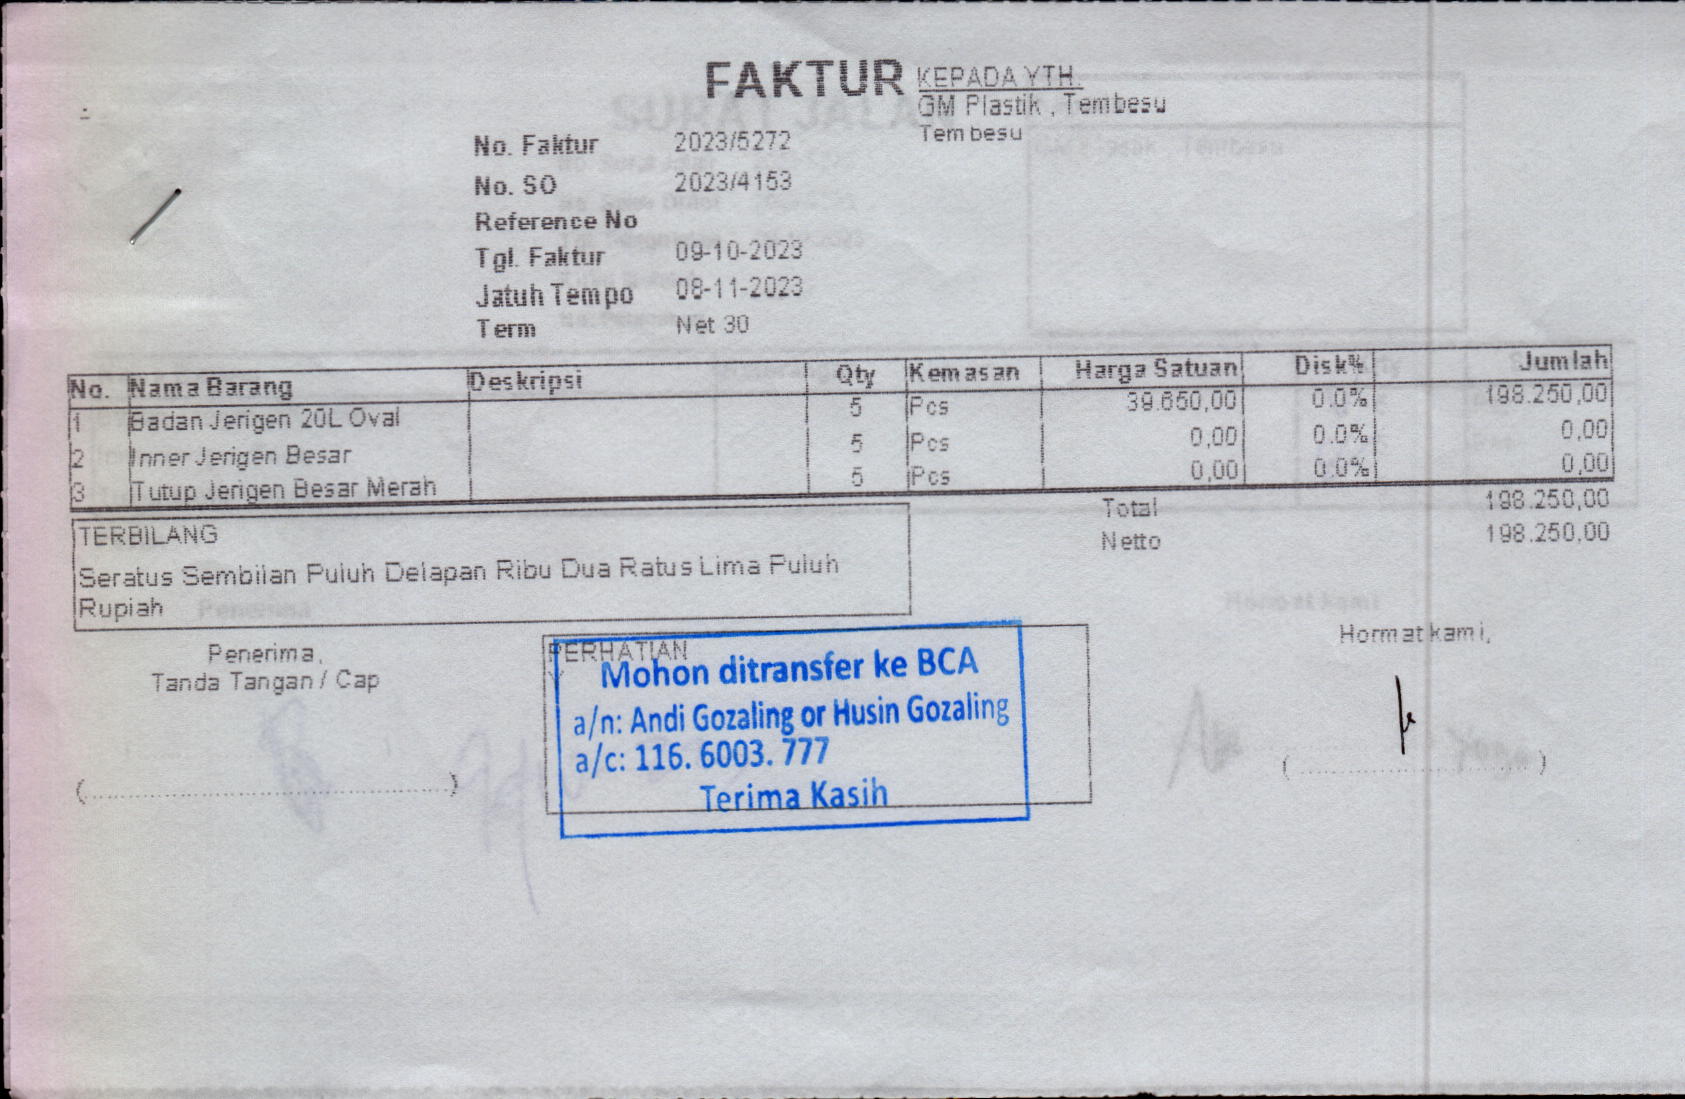 FAKTUR
KEPADA YTH.
GM Plastik , Tembesu
Tembesu
No. Faktur 2023/5272
No. SO 2023/4153
Reference No
Tgl. Faktur 09-10-2023
Jatuh Tempo 08-11-2023
Term Net 30
No. Nama Barang Deskripsi Qty Kemasan Harga Satuan Disk% Jumlah
1 Badan Jerigen 20L Oval 5 Pcs 39.650,00 0.0% 198.250,00
2 Inner Jerigen Besar 5 Pcs 0,00 0.0% 0,00
3 Tutup Jerigen Besar Merah 5 Pcs 0,00 0.0% 0,00
Total 198.250,00
Netto 198.250,00
TERBILANG
Seratus Sembilan Puluh Delapan Ribu Dua Ratus Lima Puluh
Rupiah
Penerima,
Tanda Tangan / Cap
PERHATIAN
Mohon ditransfer ke BCA
a/n: Andi Gozaling or Husin Gozaling
a/c: 116. 6003. 777
Terima Kasih
Hormat kami,
(....................) (....................)
SURAT JALAN